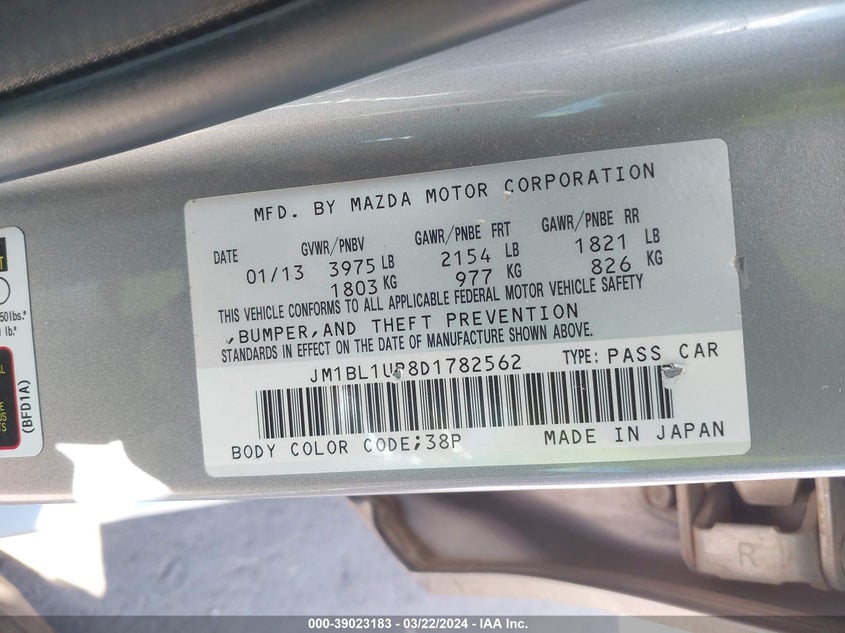 MFD. BY MAZDA MOTOR CORPORATION
DATE GVWR/PNBV GAWR/PNBE FRT GAWR/PNBE RR
01/13 3975 LB 2154 LB 1821 LB
1803 KG 977 KG 826 KG
THIS VEHICLE CONFORMS TO ALL APPLICABLE FEDERAL MOTOR VEHICLE SAFETY
,BUMPER,AND THEFT PREVENTION
STANDARDS IN EFFECT ON THE DATE OF MANUFACTURE SHOWN ABOVE.
TYPE: PASS CAR
BODY COLOR CODE;38P MADE IN JAPAN
50lbs.*
lb.*
(BFD1A)
R
000-39023183 - 03/22/2024 - IAA Inc.